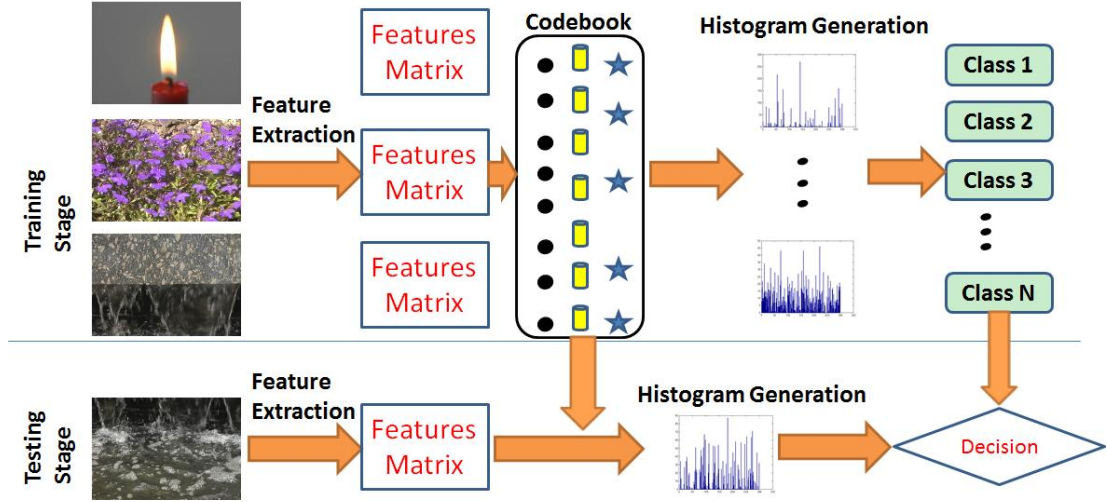 Codebook
Histogram Generation
Features
Matrix
Class 1
Feature
Extraction
Class 2
Features
Matrix
Class 3
Training
Stage
Features
Matrix
Class N
Feature
Extraction
Histogram Generation
Testing
Stage
Features
Matrix
Decision